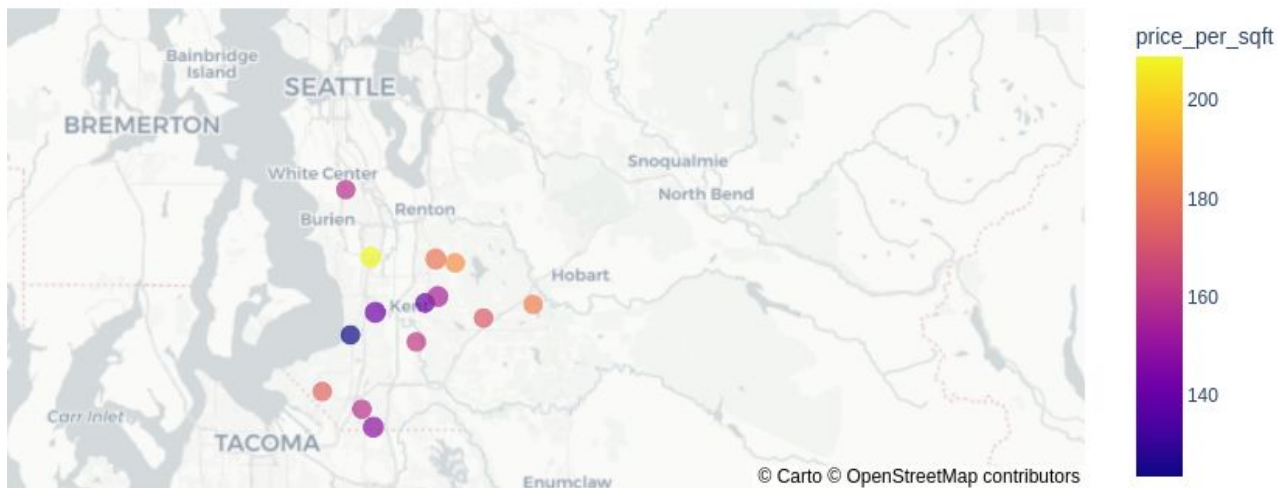 Bainbridge
Island
SEATTLE
BREMERTON
White Center
Burien
Renton
Snoqualmie
North Bend
Hobart
Kent
Carr Inlet
TACOMA
Enumclaw
© Carto © OpenStreetMap contributors
price_per_sqft
200
180
160
140